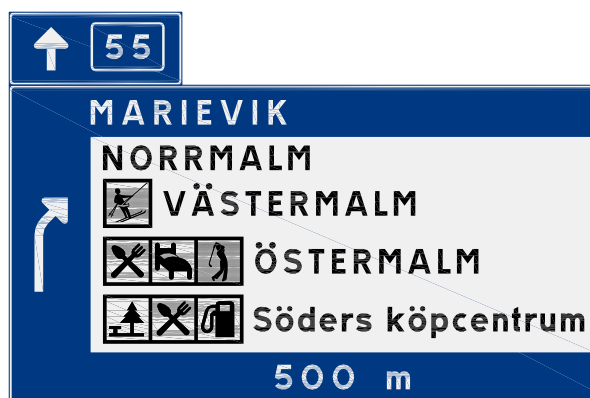 55
MARIEVIK
NORRMALM
VÄSTERMALM
ÖSTERMALM
Söders köpcentrum
500 m